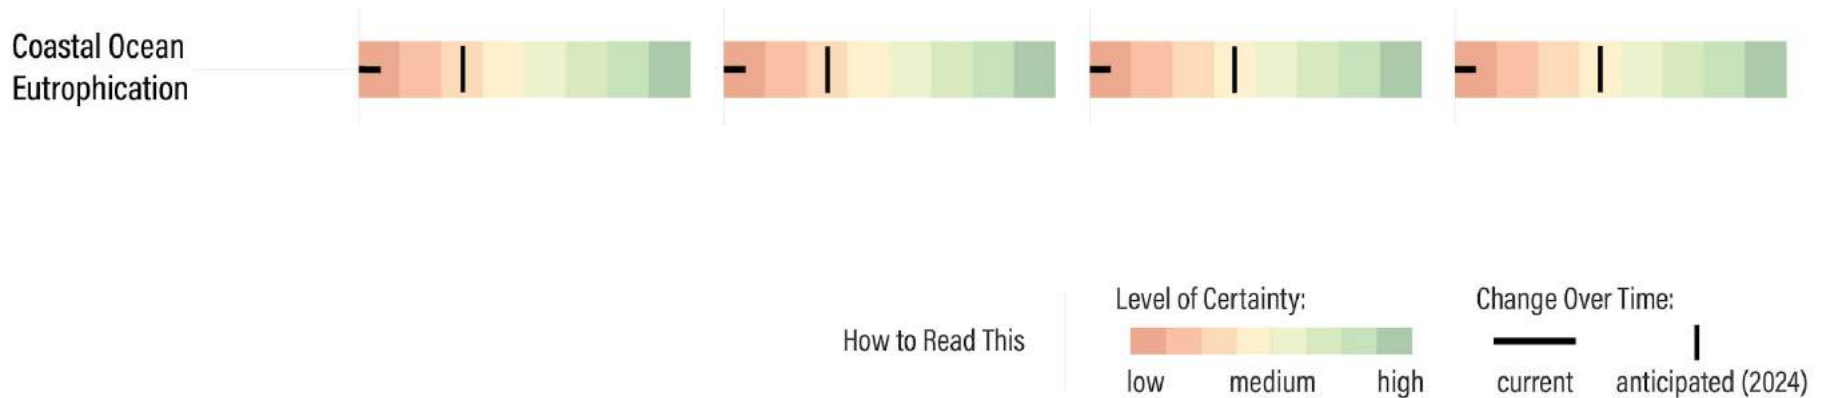 Coastal Ocean
Eutrophication
How to Read This
Level of Certainty:
low medium high
Change Over Time:
current anticipated (2024)